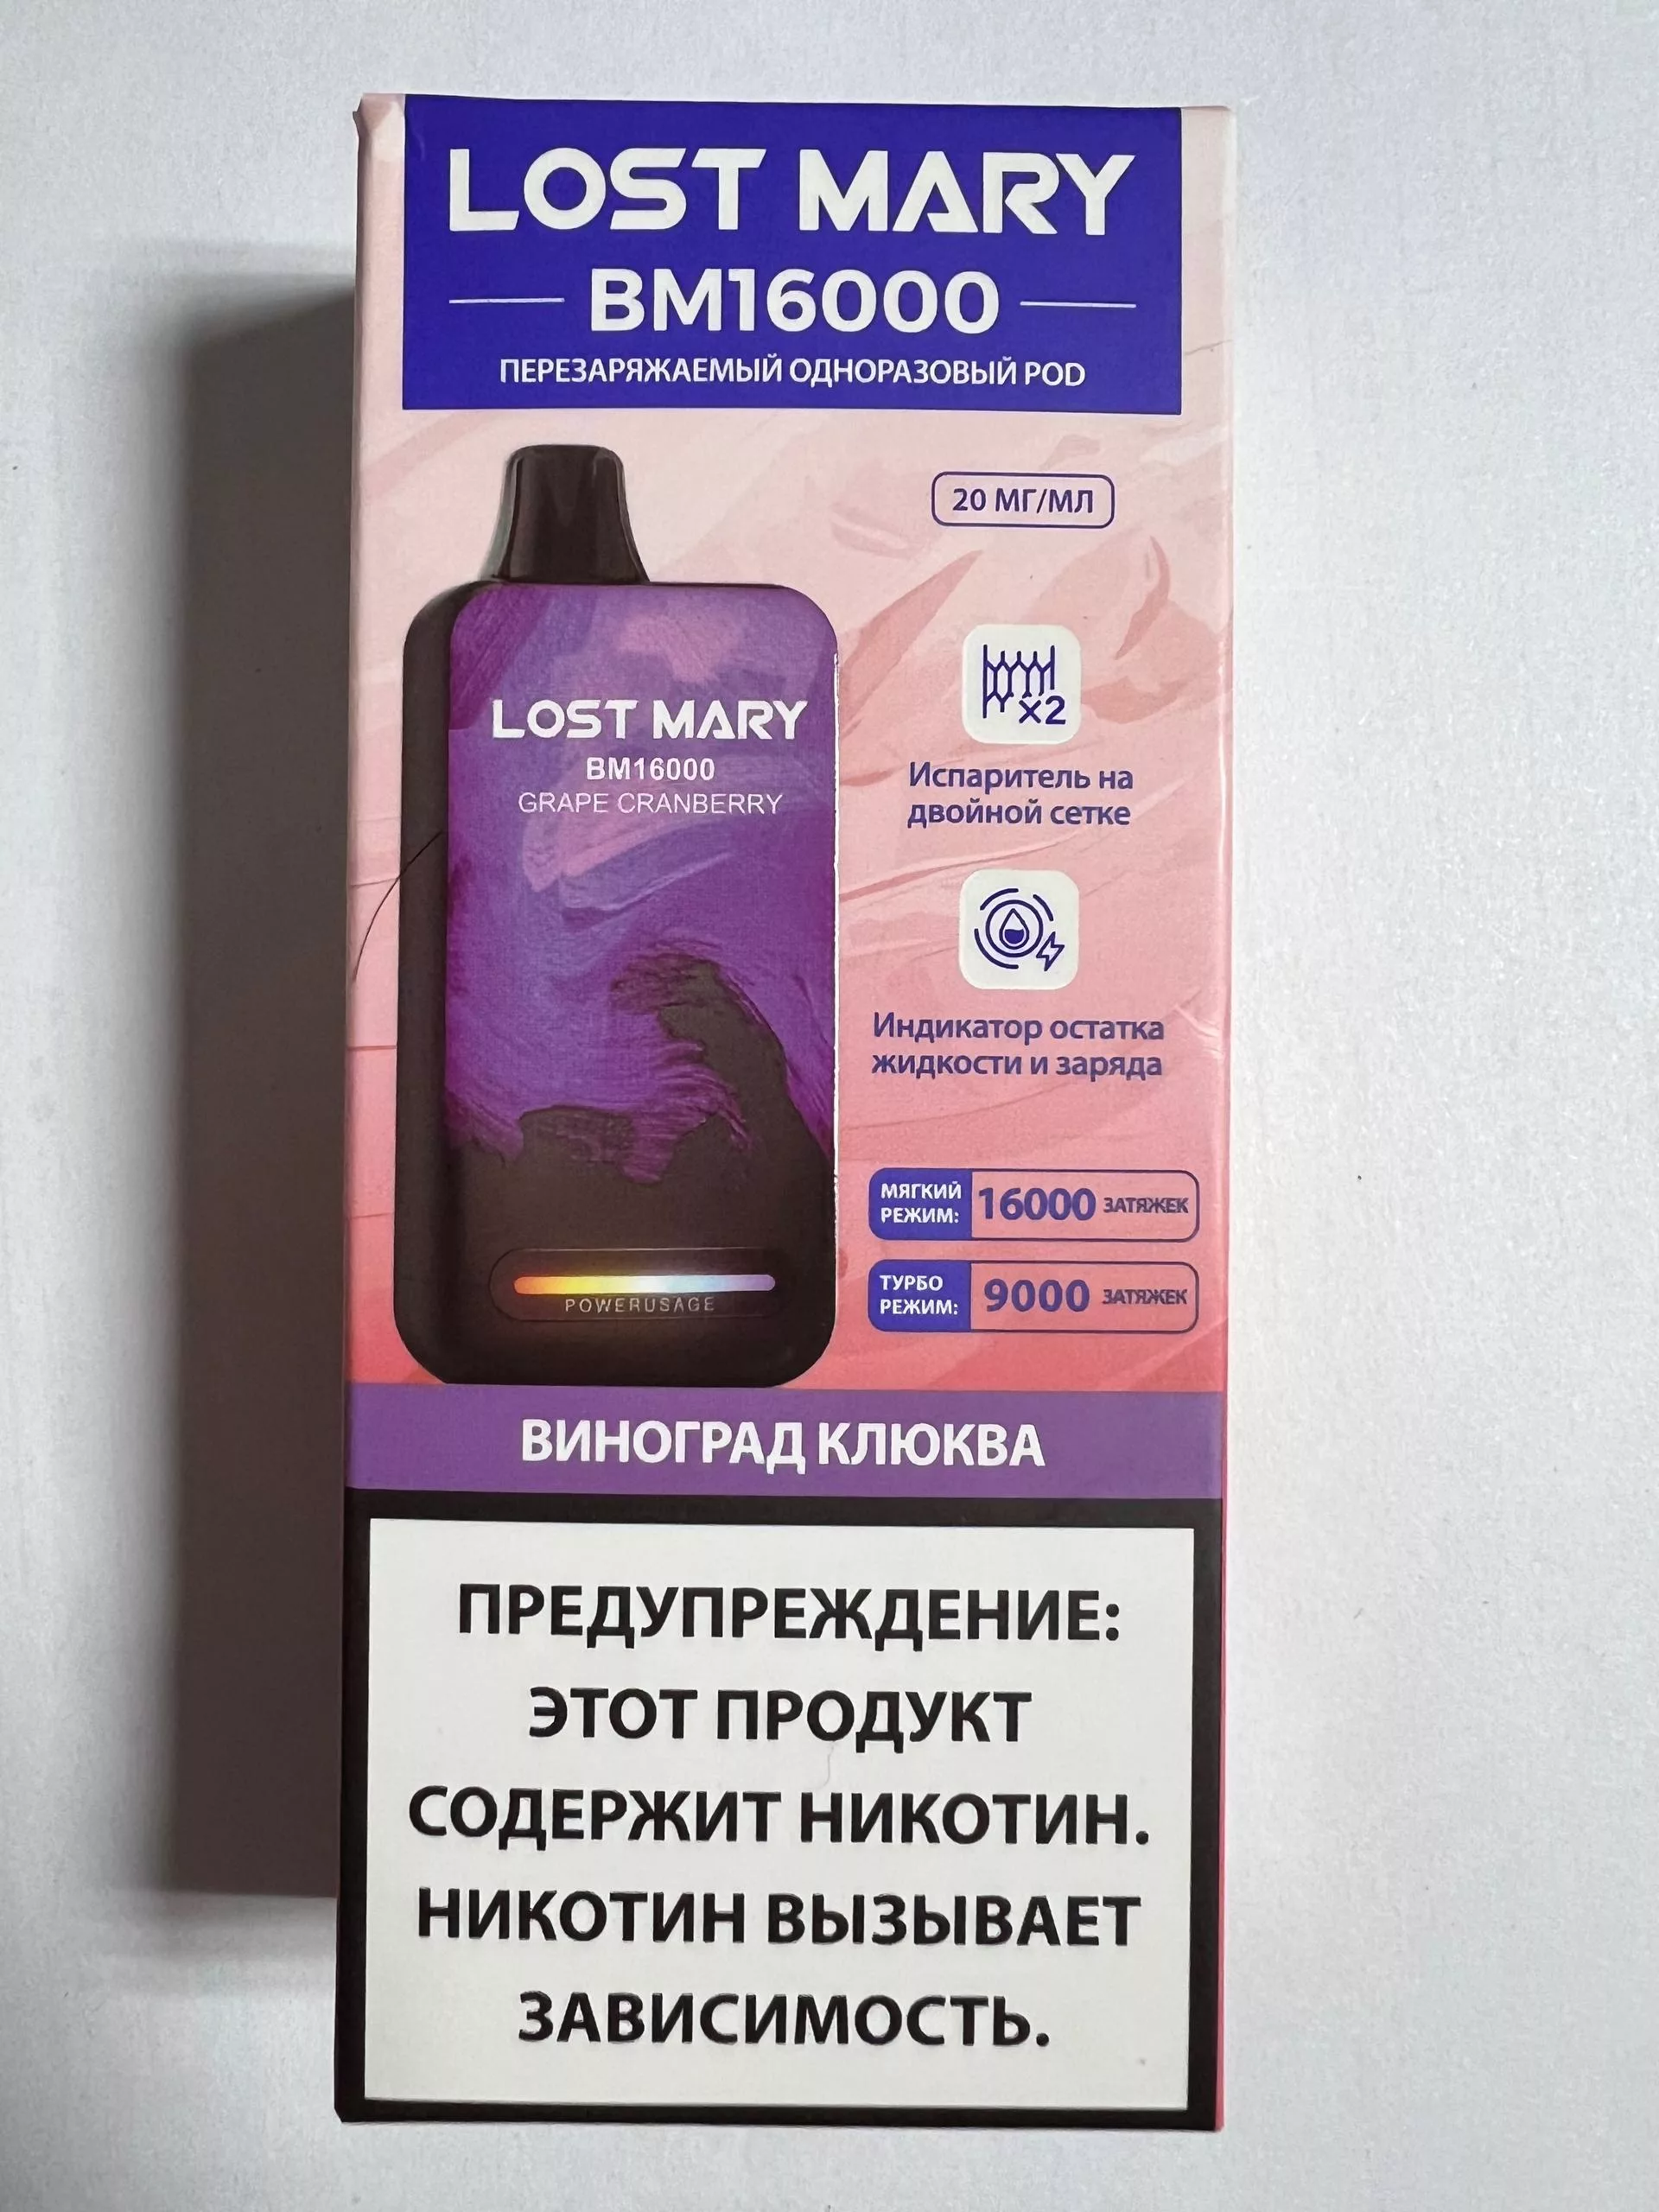 LOST MARY
BM16000
ПЕРЕЗАРЯЖАЕМЫЙ ОДНОРАЗОВЫЙ POD
20 МГ/МЛ
LOST MARY
BM16000
GRAPE CRANBERRY
x2
Испаритель на
двойной сетке
Индикатор остатка
жидкости и заряда
МЯГКИЙ
РЕЖИМ:
16000 ЗАТЯЖЕК
ТУРБО
РЕЖИМ:
9000 ЗАТЯЖЕК
POWERUSAGE
ВИНОГРАД КЛЮКВА
ПРЕДУПРЕЖДЕНИЕ:
ЭТОТ ПРОДУКТ
СОДЕРЖИТ НИКОТИН.
НИКОТИН ВЫЗЫВАЕТ
ЗАВИСИМОСТЬ.